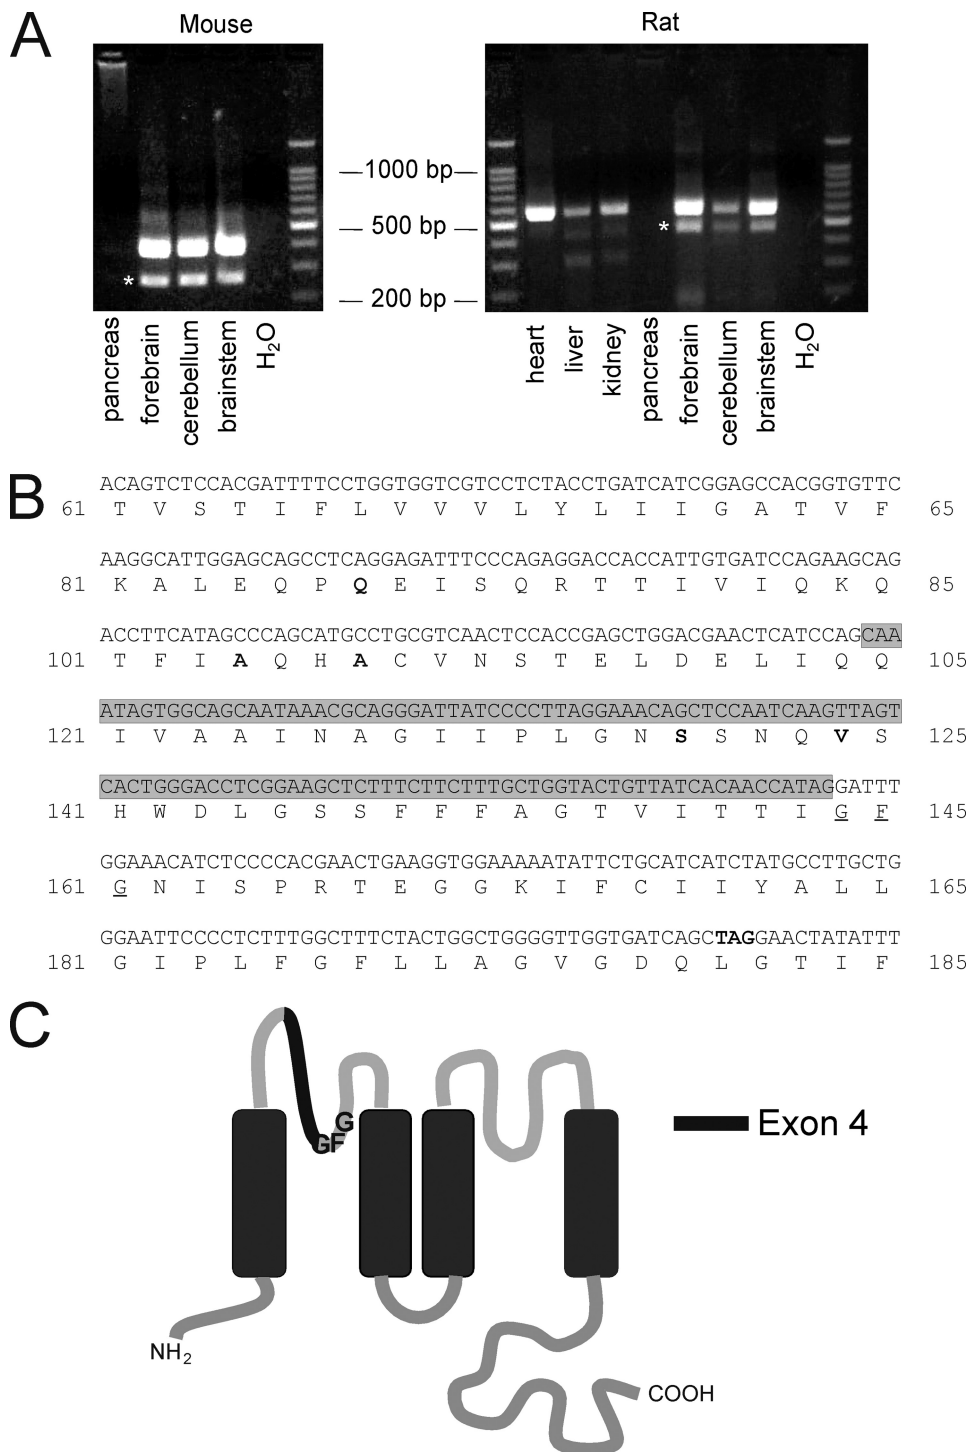 A
Mouse
Rat
1000 bp
500 bp
200 bp
*
*
pancreas
forebrain
cerebellum
brainstem
H2O
heart
liver
kidney
pancreas
forebrain
cerebellum
brainstem
H2O
B
ACAGTCTCCACGATTTTCCTGGTGGTCGTCCTCTACCTGATCATCGGAGCCACGGTGTTC
61 T V S T I F L V V V L Y L I I G A T V F 65
AAGGCATTGGAGCAGCCTCAGGAGATTTCCCAGAGGACCACCATTGTGATCCAGAAGCAG
81 K A L E Q P Q E I S Q R T T I V I Q K Q 85
ACCTTCATAGCCCAGCATGCCTGCGTCAACTCCACCGAGCTGGACGAACTCATCCAGCAA
101 T F I A Q H A C V N S T E L D E L I Q Q 105
ATAGTGGCAGCAATAAACGCAGGGATTATCCCCTTAGGAAACAGCTCCAATCAAGTTAGT
121 I V A A I N A G I I P L G N S S N Q V S 125
CACTGGGACCTCGGAAGCTCTTTCTTCTTTGCTGGTACTGTTATCACAACCATAGGATTT
141 H W D L G S S F F F A G T V I T T I G F 145
GGAAACATCTCCCCACGAACTGAAGGTGGAAAAATATTCTGCATCATCTATGCCTTGCTG
161 G N I S P R T E G G K I F C I I Y A L L 165
GGAATTCCCCTCTTTGGCTTTCTACTGGCTGGGGTTGGTGATCAGCTAGGAACTATATTT
181 G I P L F G F L L A G V G D Q L G T I F 185
C
G
GF
Exon 4
NH2
COOH